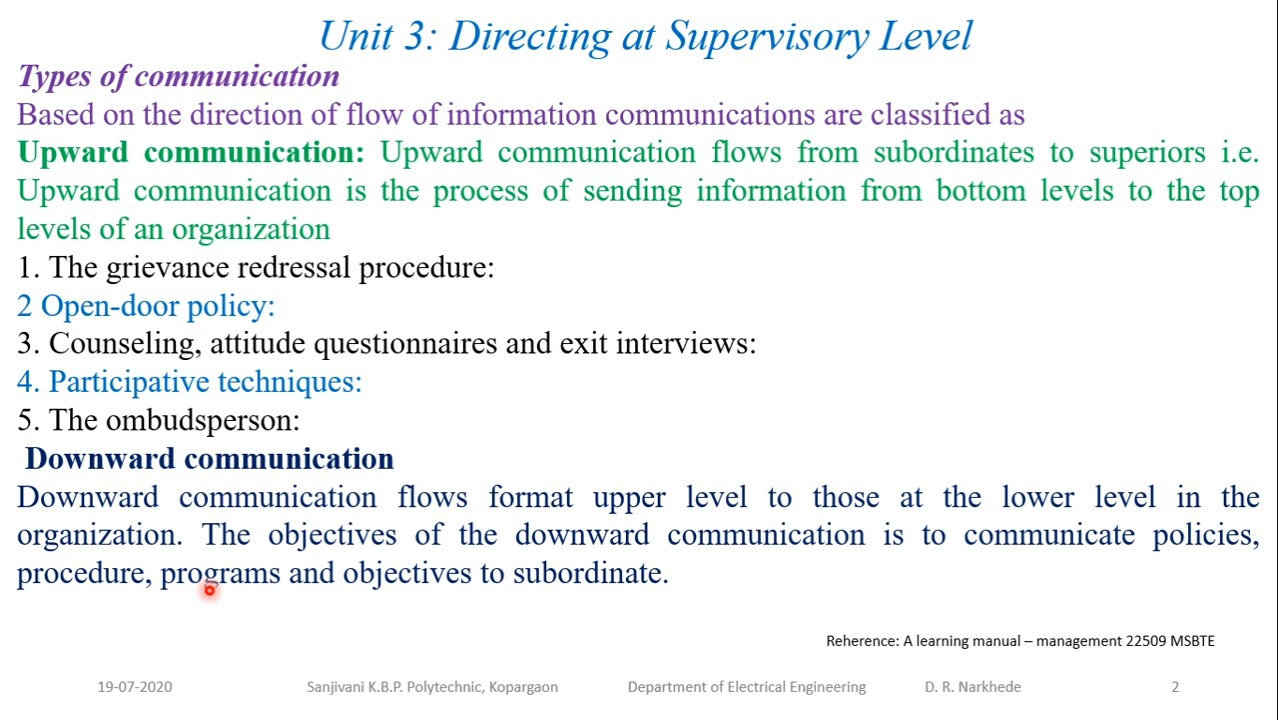 Unit 3: Directing at Supervisory Level
Types of communication
Based on the direction of flow of information communications are classified as
Upward communication: Upward communication flows from subordinates to superiors i.e.
Upward communication is the process of sending information from bottom levels to the top
levels of an organization
1. The grievance redressal procedure:
2 Open-door policy:
3. Counseling, attitude questionnaires and exit interviews:
4. Participative techniques:
5. The ombudsperson:
Downward communication
Downward communication flows format upper level to those at the lower level in the
organization. The objectives of the downward communication is to communicate policies,
procedure, programs and objectives to subordinate.
Reherence: A learning manual – management 22509 MSBTE
19-07-2020 Sanjivani K.B.P. Polytechnic, Kopargaon Department of Electrical Engineering D. R. Narkhede 2